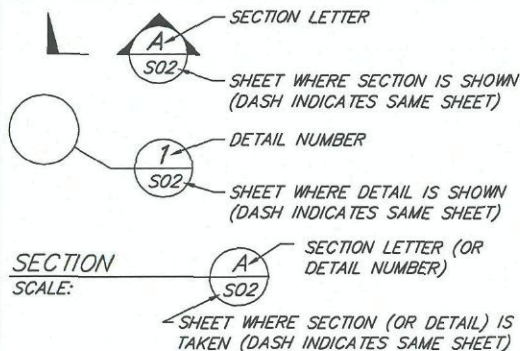 SECTION LETTER
A
S02
SHEET WHERE SECTION IS SHOWN
(DASH INDICATES SAME SHEET)
DETAIL NUMBER
1
S02
SHEET WHERE DETAIL IS SHOWN
(DASH INDICATES SAME SHEET)
SECTION
SCALE:
A
S02
SECTION LETTER (OR
DETAIL NUMBER)
SHEET WHERE SECTION (OR DETAIL) IS
TAKEN (DASH INDICATES SAME SHEET)